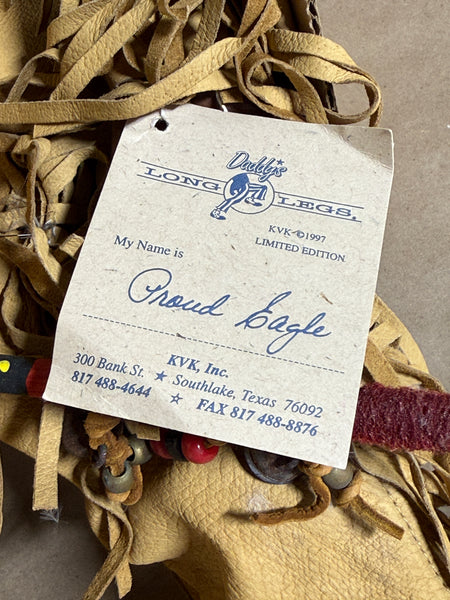 Daddy's
LONG LEGS.
KVK ©1997
LIMITED EDITION
My Name is
Proud Eagle
KVK, Inc.
300 Bank St. ☆ Southlake, Texas 76092
817 488-4644 ☆ FAX 817 488-8876